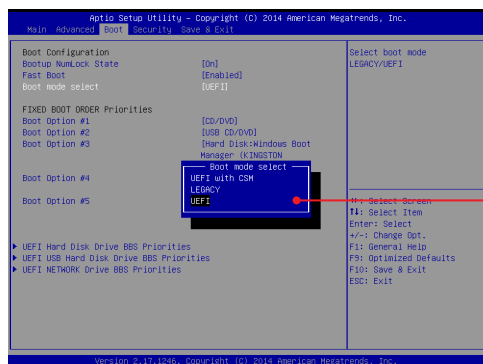 Aptio Setup Utility – Copyright (C) 2014 American Megatrends, Inc.
Main Advanced Boot Security Save & Exit
Boot Configuration
Bootup NumLock State [On]
Fast Boot [Enabled]
Boot mode select [UEFI]
FIXED BOOT ORDER Priorities
Boot Option #1 [CD/DVD]
Boot Option #2 [USB CD/DVD]
Boot Option #3 [Hard Disk:Windows Boot
Manager (KINGSTON
Boot mode select
UEFI with CSM
LEGACY
UEFI
Boot Option #4
Boot Option #5
▶ UEFI Hard Disk Drive BBS Priorities
▶ UEFI USB Hard Disk Drive BBS Priorities
▶ UEFI NETWORK Drive BBS Priorities
Select boot mode
LEGACY/UEFI
↔: Select Screen
↑↓: Select Item
Enter: Select
+/-: Change Opt.
F1: General Help
F9: Optimized Defaults
F10: Save & Exit
ESC: Exit
Version 2.17.1246. Copyright (C) 2014 American Megatrends, Inc.